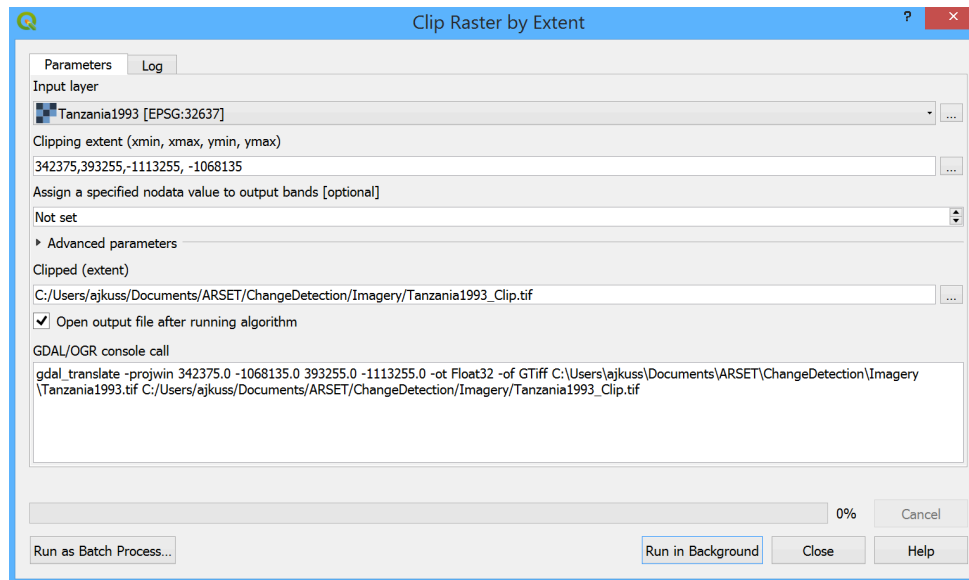 Clip Raster by Extent
?
×
Parameters
Log
Input layer
Tanzania1993 [EPSG:32637]
...
Clipping extent (xmin, xmax, ymin, ymax)
342375,393255,-1113255, -1068135
...
Assign a specified nodata value to output bands [optional]
Not set
Advanced parameters
Clipped (extent)
C:/Users/ajkuss/Documents/ARSET/ChangeDetection/Imagery/Tanzania1993_Clip.tif
...
Open output file after running algorithm
GDAL/OGR console call
gdal_translate -projwin 342375.0 -1068135.0 393255.0 -1113255.0 -ot Float32 -of GTiff C:\Users\ajkuss\Documents\ARSET\ChangeDetection\Imagery
\Tanzania1993.tif C:/Users/ajkuss/Documents/ARSET/ChangeDetection/Imagery/Tanzania1993_Clip.tif
0%
Cancel
Run as Batch Process...
Run in Background
Close
Help